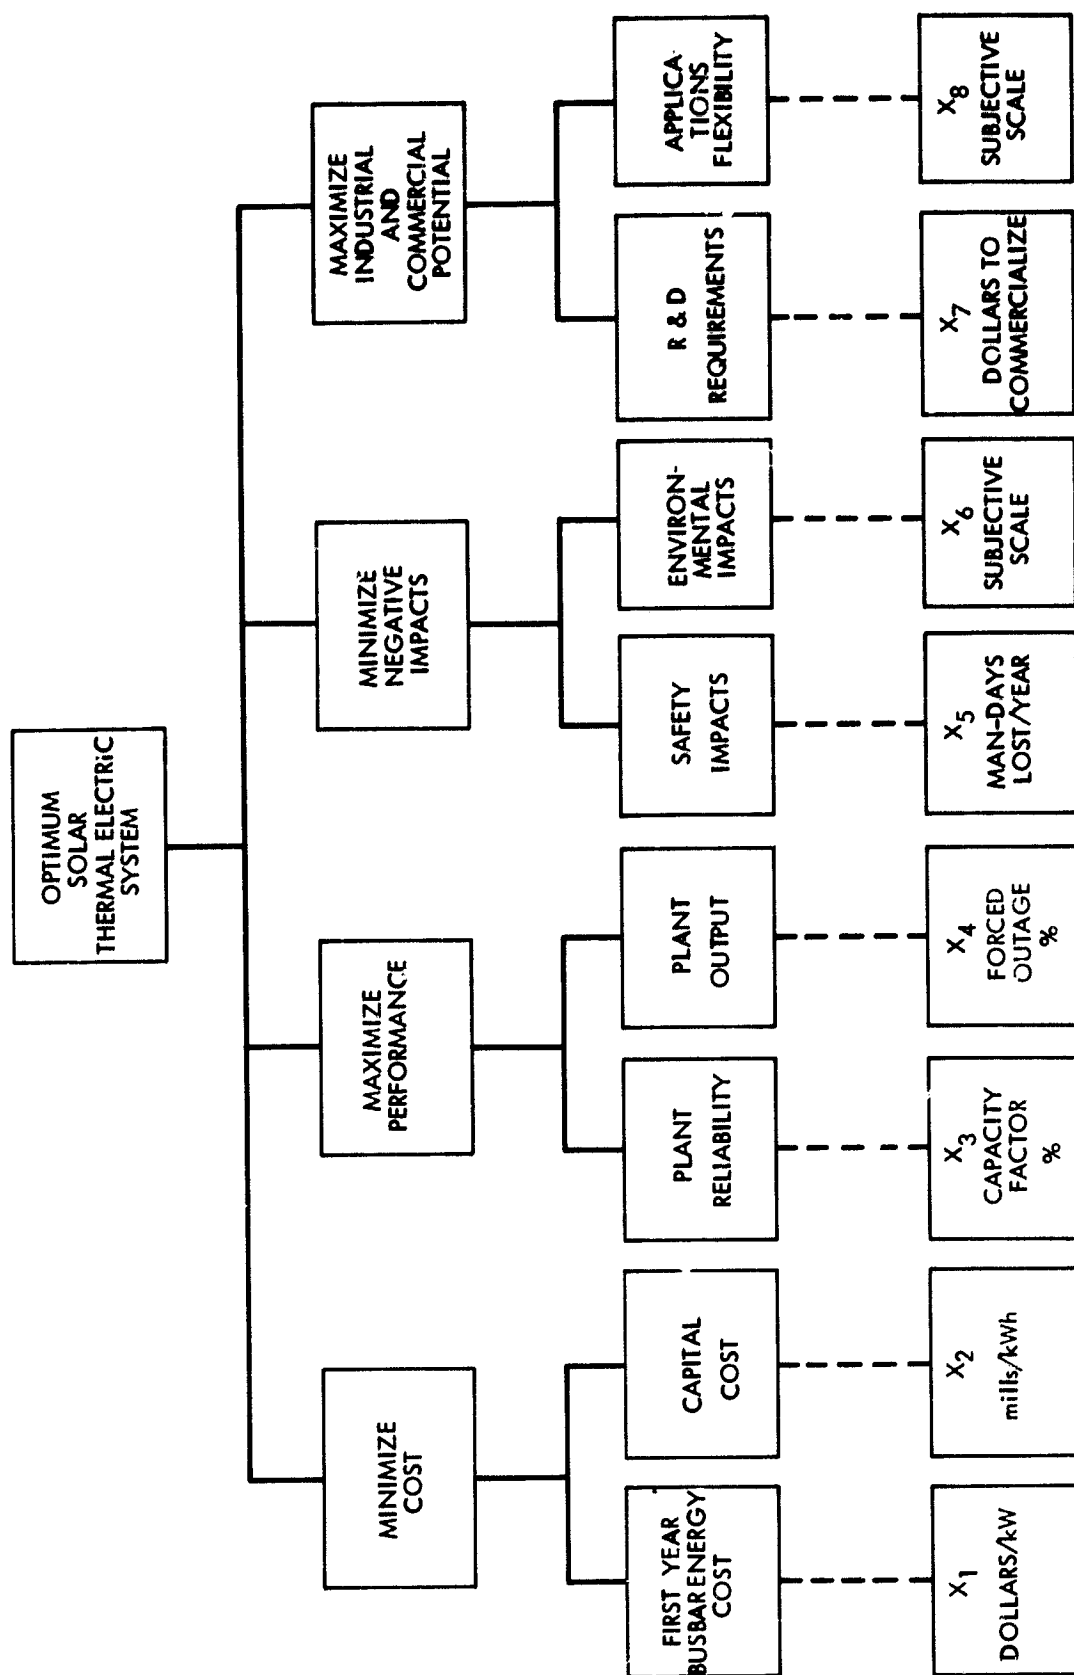 OPTIMUM
SOLAR
THERMAL ELECTRIC
SYSTEM
MINIMIZE
COST
MAXIMIZE
PERFORMANCE
MINIMIZE
NEGATIVE
IMPACTS
MAXIMIZE
INDUSTRIAL
AND
COMMERCIAL
POTENTIAL
FIRST YEAR
BUSBAR ENERGY
COST
CAPITAL
COST
PLANT
RELIABILITY
PLANT
OUTPUT
SAFETY
IMPACTS
ENVIRON-
MENTAL
IMPACTS
R & D
REQUIREMENTS
APPLICA-
TIONS
FLEXIBILITY
X1
DOLLARS/kW
X2
mills/kWh
X3
CAPACITY
FACTOR
%
X4
FORCED
OUTAGE
%
X5
MAN-DAYS
LOST/YEAR
X6
SUBJECTIVE
SCALE
X7
DOLLARS TO
COMMERCIALIZE
X8
SUBJECTIVE
SCALE